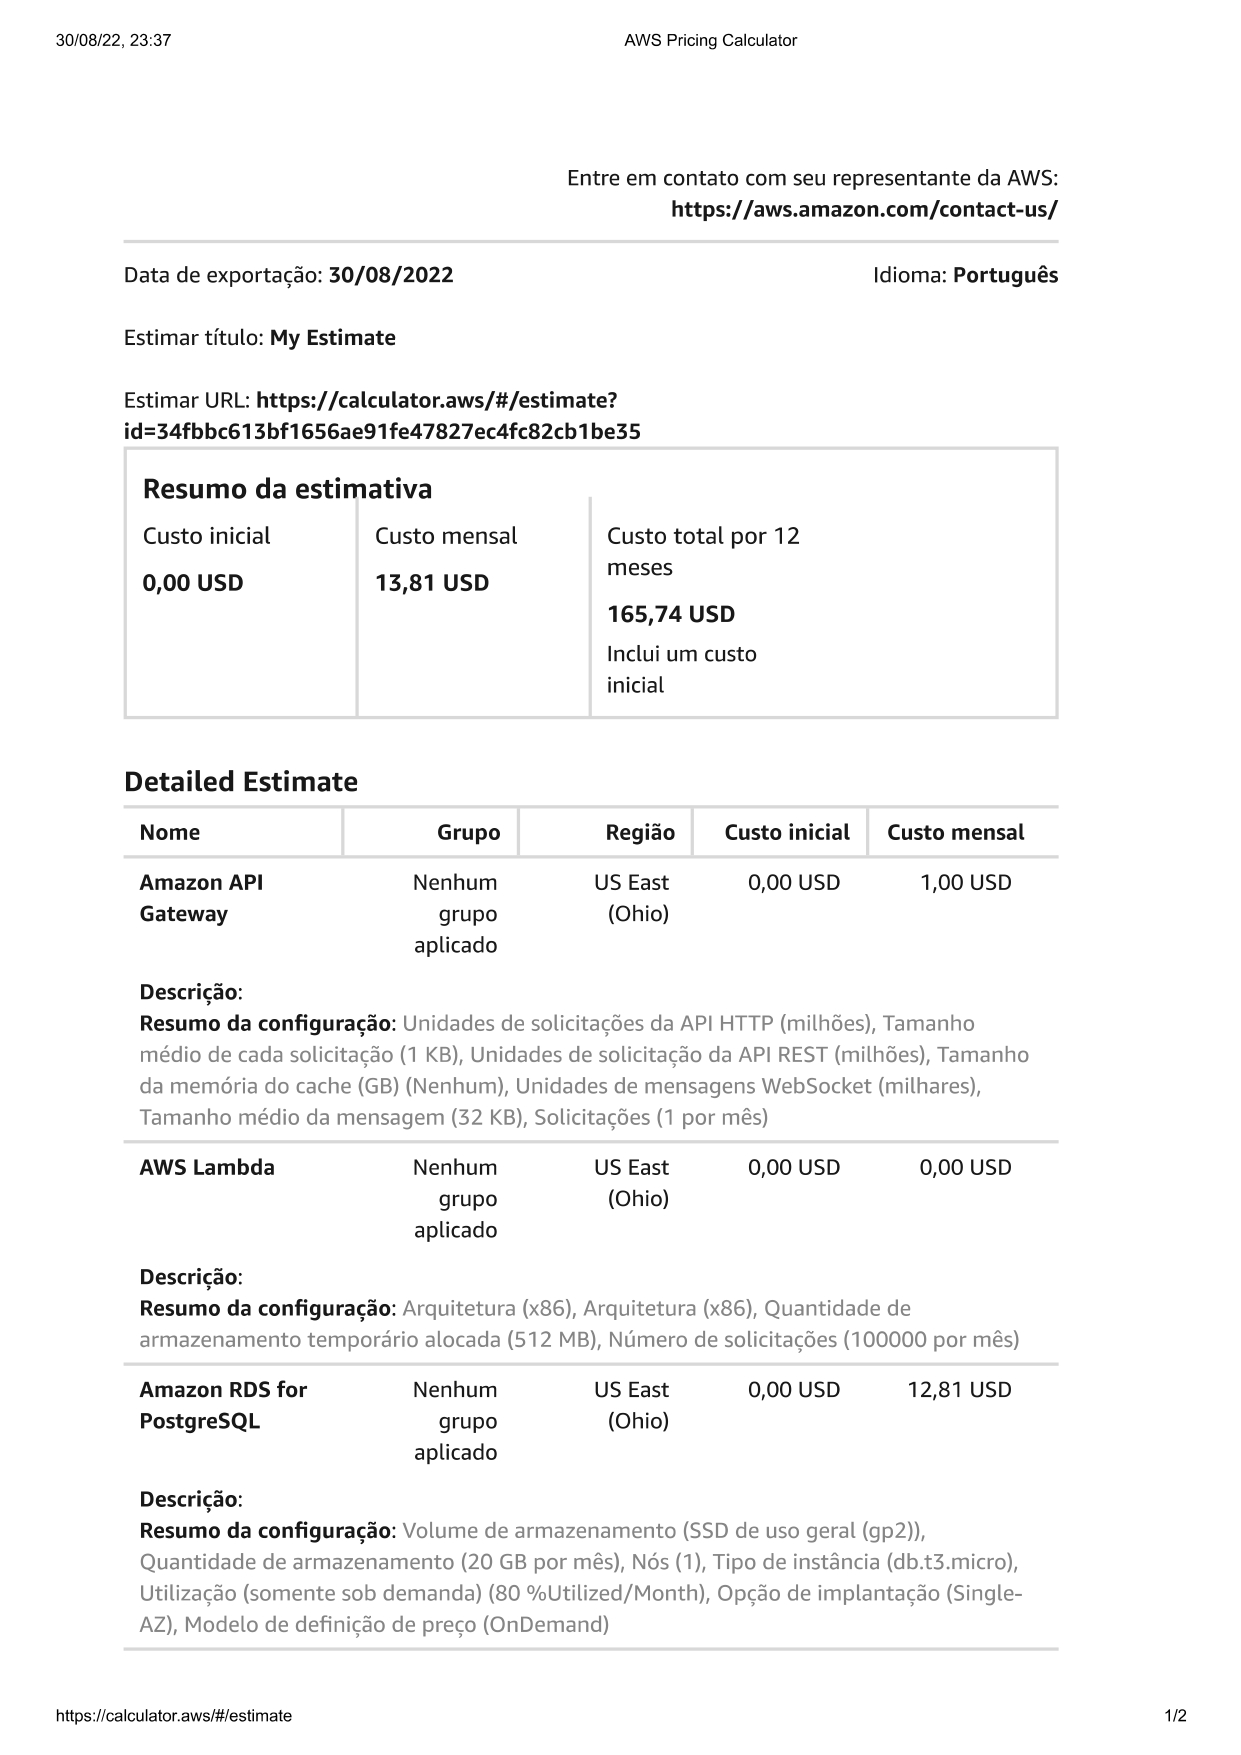 30/08/22, 23:37
AWS Pricing Calculator
Entre em contato com seu representante da AWS:
https://aws.amazon.com/contact-us/
Data de exportação: 30/08/2022
Idioma: Português
Estimar título: My Estimate
Estimar URL: https://calculator.aws/#/estimate?
id=34fbbc613bf1656ae91fe47827ec4fc82cb1be35
Resumo da estimativa
Custo inicial
0,00 USD
Custo mensal
13,81 USD
Custo total por 12
meses
165,74 USD
Inclui um custo
inicial
Detailed Estimate
Nome Grupo Região Custo inicial Custo mensal
Amazon API Nenhum US East 0,00 USD 1,00 USD
Gateway grupo (Ohio)
aplicado
Descrição:
Resumo da configuração: Unidades de solicitações da API HTTP (milhões), Tamanho
médio de cada solicitação (1 KB), Unidades de solicitação da API REST (milhões), Tamanho
da memória do cache (GB) (Nenhum), Unidades de mensagens WebSocket (milhares),
Tamanho médio da mensagem (32 KB), Solicitações (1 por mês)
AWS Lambda Nenhum US East 0,00 USD 0,00 USD
grupo (Ohio)
aplicado
Descrição:
Resumo da configuração: Arquitetura (x86), Arquitetura (x86), Quantidade de
armazenamento temporário alocada (512 MB), Número de solicitações (100000 por mês)
Amazon RDS for Nenhum US East 0,00 USD 12,81 USD
PostgreSQL grupo (Ohio)
aplicado
Descrição:
Resumo da configuração: Volume de armazenamento (SSD de uso geral (gp2)),
Quantidade de armazenamento (20 GB por mês), Nós (1), Tipo de instância (db.t3.micro),
Utilização (somente sob demanda) (80 %Utilized/Month), Opção de implantação (Single-
AZ), Modelo de definição de preço (OnDemand)
https://calculator.aws/#/estimate
1/2